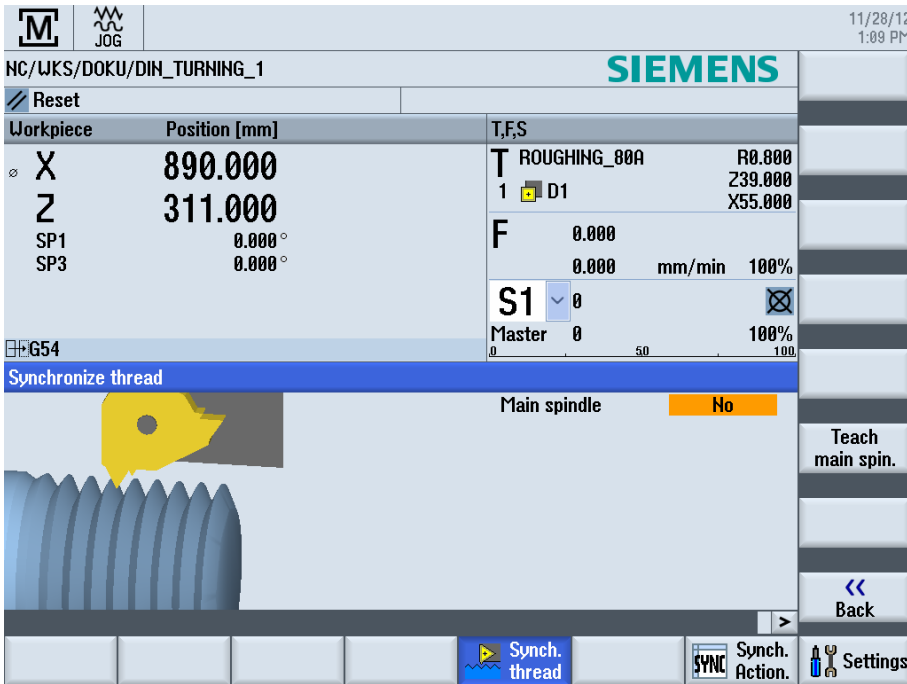 M
JOG
11/28/12
1:09 PM
NC/WKS/DOKU/DIN_TURNING_1
SIEMENS
Reset
Workpiece Position [mm]
T,F,S
⌀ X 890.000
Z 311.000
SP1 0.000°
SP3 0.000°
G54
T ROUGHING_80A R0.800
1 D1 Z39.000
X55.000
F 0.000
0.000 mm/min 100%
S1 0
Master 0 100%
0 50 100
Synchronize thread
Main spindle No
Teach
main spin.
<<
Back
>
Synch.
thread
SYNC Synch.
Action.
Settings